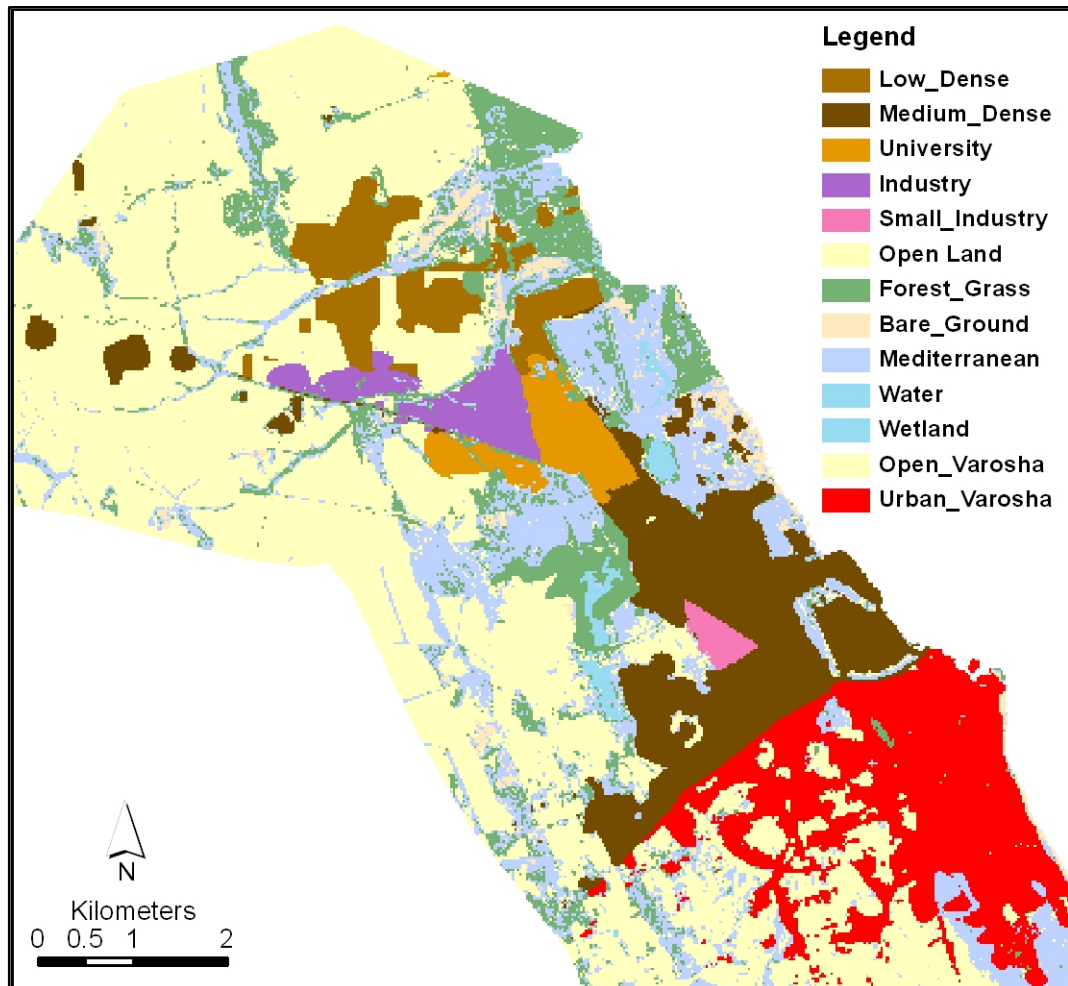 Legend
Low_Dense
Medium_Dense
University
Industry
Small_Industry
Open Land
Forest_Grass
Bare_Ground
Mediterranean
Water
Wetland
Open_Varosha
Urban_Varosha
N
Kilometers
0 0.5 1 2